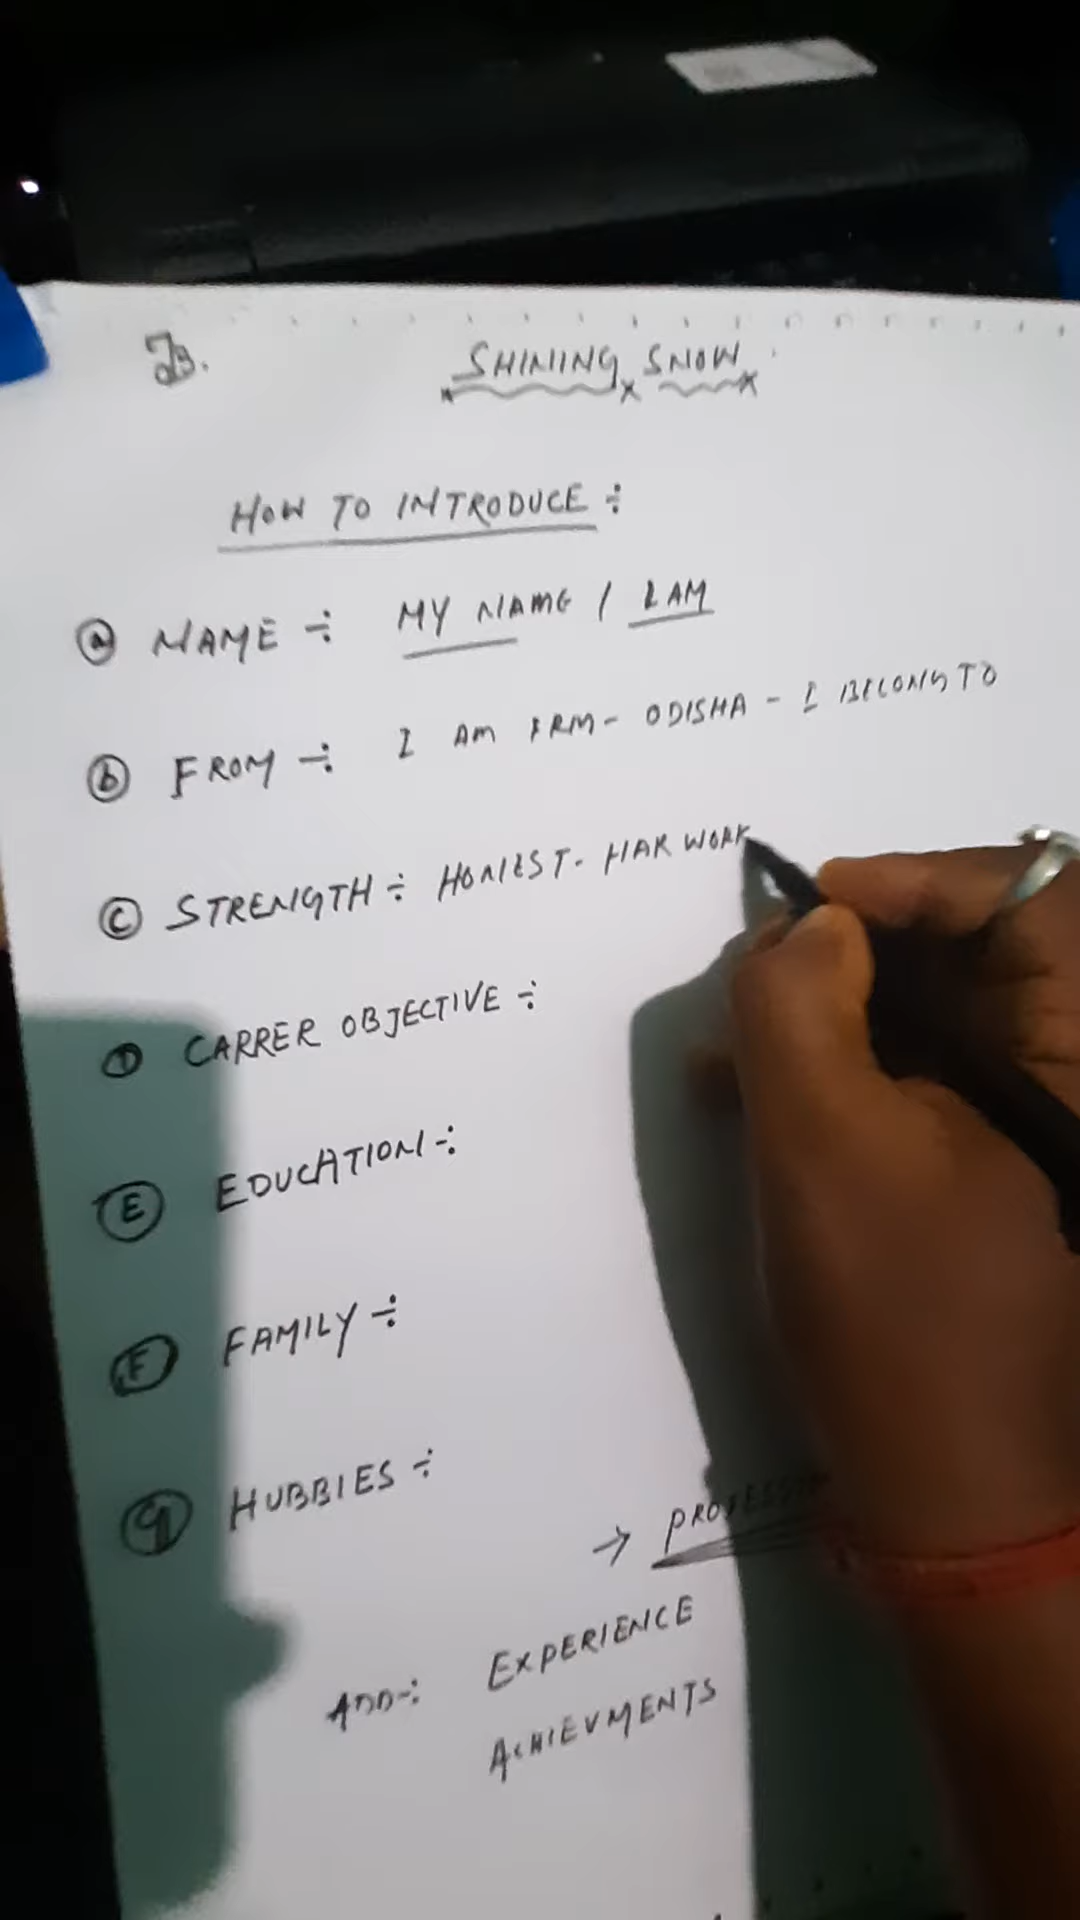 SHINING SNOW
HOW TO INTRODUCE ÷
(a) NAME ÷ MY NAME / I AM
(b) FROM ÷ I AM FRM - ODISHA - I BELONG TO
(C) STRENGTH ÷ HONEST - HAR WORK
(D) CARRER OBJECTIVE ÷
(E) EDUCATION ÷
(F) FAMILY ÷
(G) HUBBIES ÷
→
ADD ÷ EXPERIENCE
ACHIEVMENTS